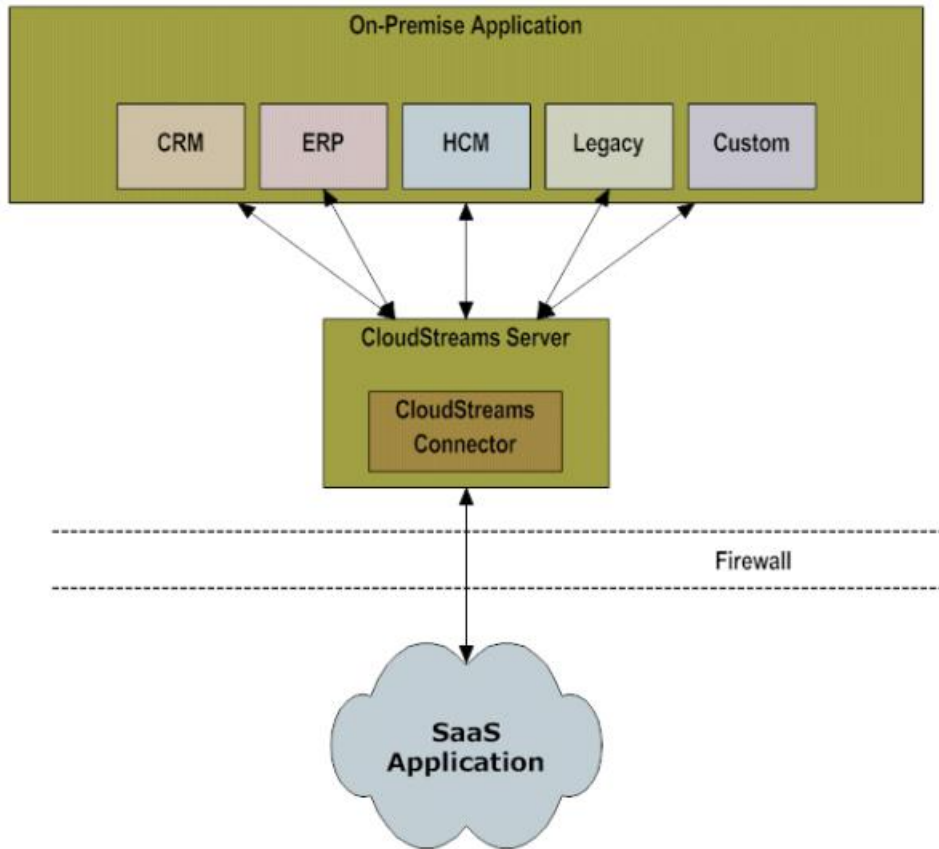 On-Premise Application
CRM
ERP
HCM
Legacy
Custom
CloudStreams Server
CloudStreams
Connector
Firewall
SaaS
Application